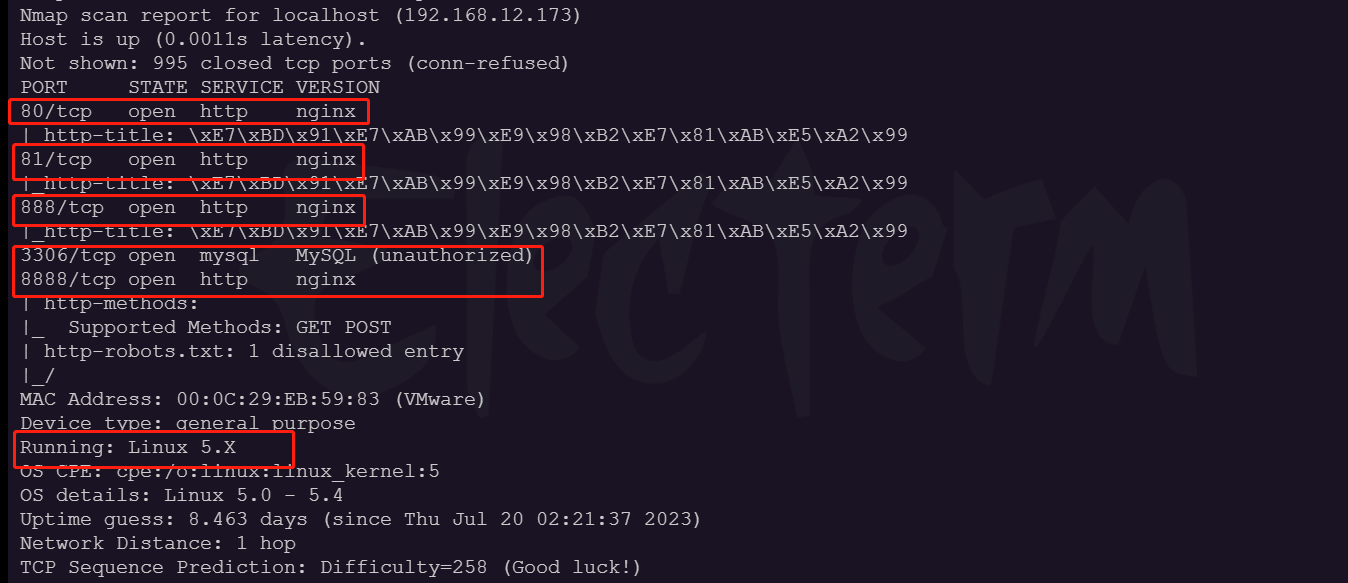 Nmap scan report for localhost (192.168.12.173)
Host is up (0.0011s latency).
Not shown: 995 closed tcp ports (conn-refused)
PORT     STATE SERVICE VERSION
80/tcp   open  http    nginx
|_http-title: \xE7\xBD\x91\xE7\xAB\x99\xE9\x98\xB2\xE7\x81\xAB\xE5\xA2\x99
81/tcp   open  http    nginx
|_http-title: \xE7\xBD\x91\xE7\xAB\x99\xE9\x98\xB2\xE7\x81\xAB\xE5\xA2\x99
888/tcp  open  http    nginx
|_http-title: \xE7\xBD\x91\xE7\xAB\x99\xE9\x98\xB2\xE7\x81\xAB\xE5\xA2\x99
3306/tcp open  mysql   MySQL (unauthorized)
8888/tcp open  http    nginx
| http-methods:
|_  Supported Methods: GET POST
| http-robots.txt: 1 disallowed entry
|_/
MAC Address: 00:0C:29:EB:59:83 (VMware)
Device type: general purpose
Running: Linux 5.X
OS CPE: cpe:/o:linux:linux_kernel:5
OS details: Linux 5.0 - 5.4
Uptime guess: 8.463 days (since Thu Jul 20 02:21:37 2023)
Network Distance: 1 hop
TCP Sequence Prediction: Difficulty=258 (Good luck!)
electerm